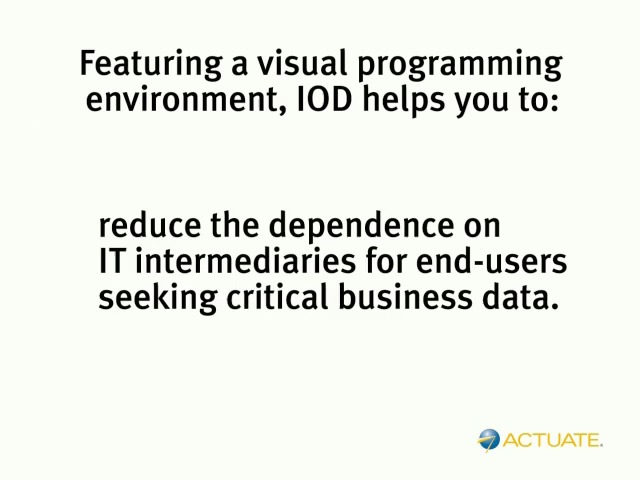 Featuring a visual programming
environment, IOD helps you to:
reduce the dependence on
IT intermediaries for end-users
seeking critical business data.
ACTUATE.